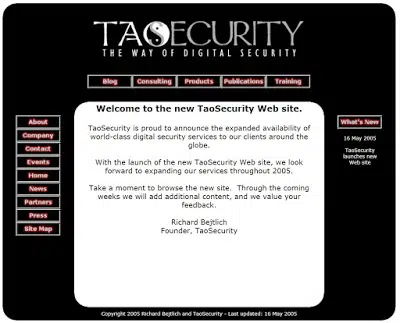 TAOSECURITY
THE WAY OF DIGITAL SECURITY
Blog
Consulting
Products
Publications
Training
About
Company
Contact
Events
Home
News
Partners
Press
Site Map
Welcome to the new TaoSecurity Web site.
TaoSecurity is proud to announce the expanded availability of
world-class digital security services to our clients around the
globe.
With the launch of the new TaoSecurity Web site, we look
forward to expanding our services throughout 2005.
Take a moment to browse the new site. Through the coming
weeks we will add additional content, and we value your
feedback.
Richard Bejtlich
Founder, TaoSecurity
What's New
16 May 2005
TaoSecurity
launches new
Web site
Copyright 2005 Richard Bejtlich and TaoSecurity - Last updated: 16 May 2005